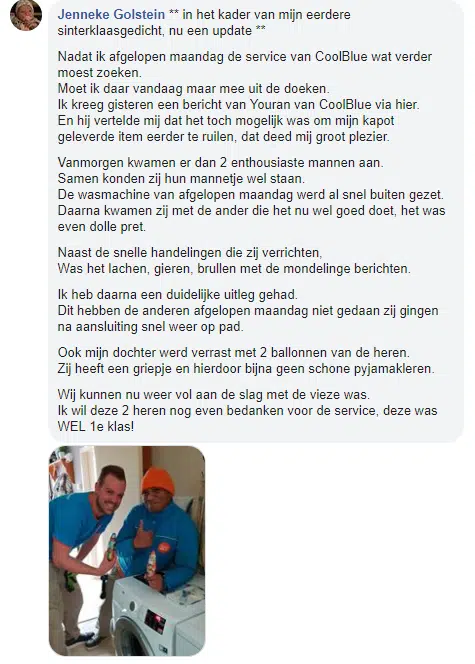 Jenneke Golstein ** in het kader van mijn eerdere
sinterklaasgedicht, nu een update **
Nadat ik afgelopen maandag de service van CoolBlue wat verder
moest zoeken.
Moet ik daar vandaag maar mee uit de doeken.
Ik kreeg gisteren een bericht van Youran van CoolBlue via hier.
En hij vertelde mij dat het toch mogelijk was om mijn kapot
geleverde item eerder te ruilen, dat deed mij groot plezier.
Vanmorgen kwamen er dan 2 enthousiaste mannen aan.
Samen konden zij hun mannetje wel staan.
De wasmachine van afgelopen maandag werd al snel buiten gezet.
Daarna kwamen zij met de ander die het nu wel goed doet, het was
even dolle pret.
Naast de snelle handelingen die zij verrichten,
Was het lachen, gieren, brullen met de mondelinge berichten.
Ik heb daarna een duidelijke uitleg gehad.
Dit hebben de anderen afgelopen maandag niet gedaan zij gingen
na aansluiting snel weer op pad.
Ook mijn dochter werd verrast met 2 ballonnen van de heren.
Zij heeft een griepje en hierdoor bijna geen schone pyjamakleren.
Wij kunnen nu weer vol aan de slag met de vieze was.
Ik wil deze 2 heren nog even bedanken voor de service, deze was
WEL 1e klas!